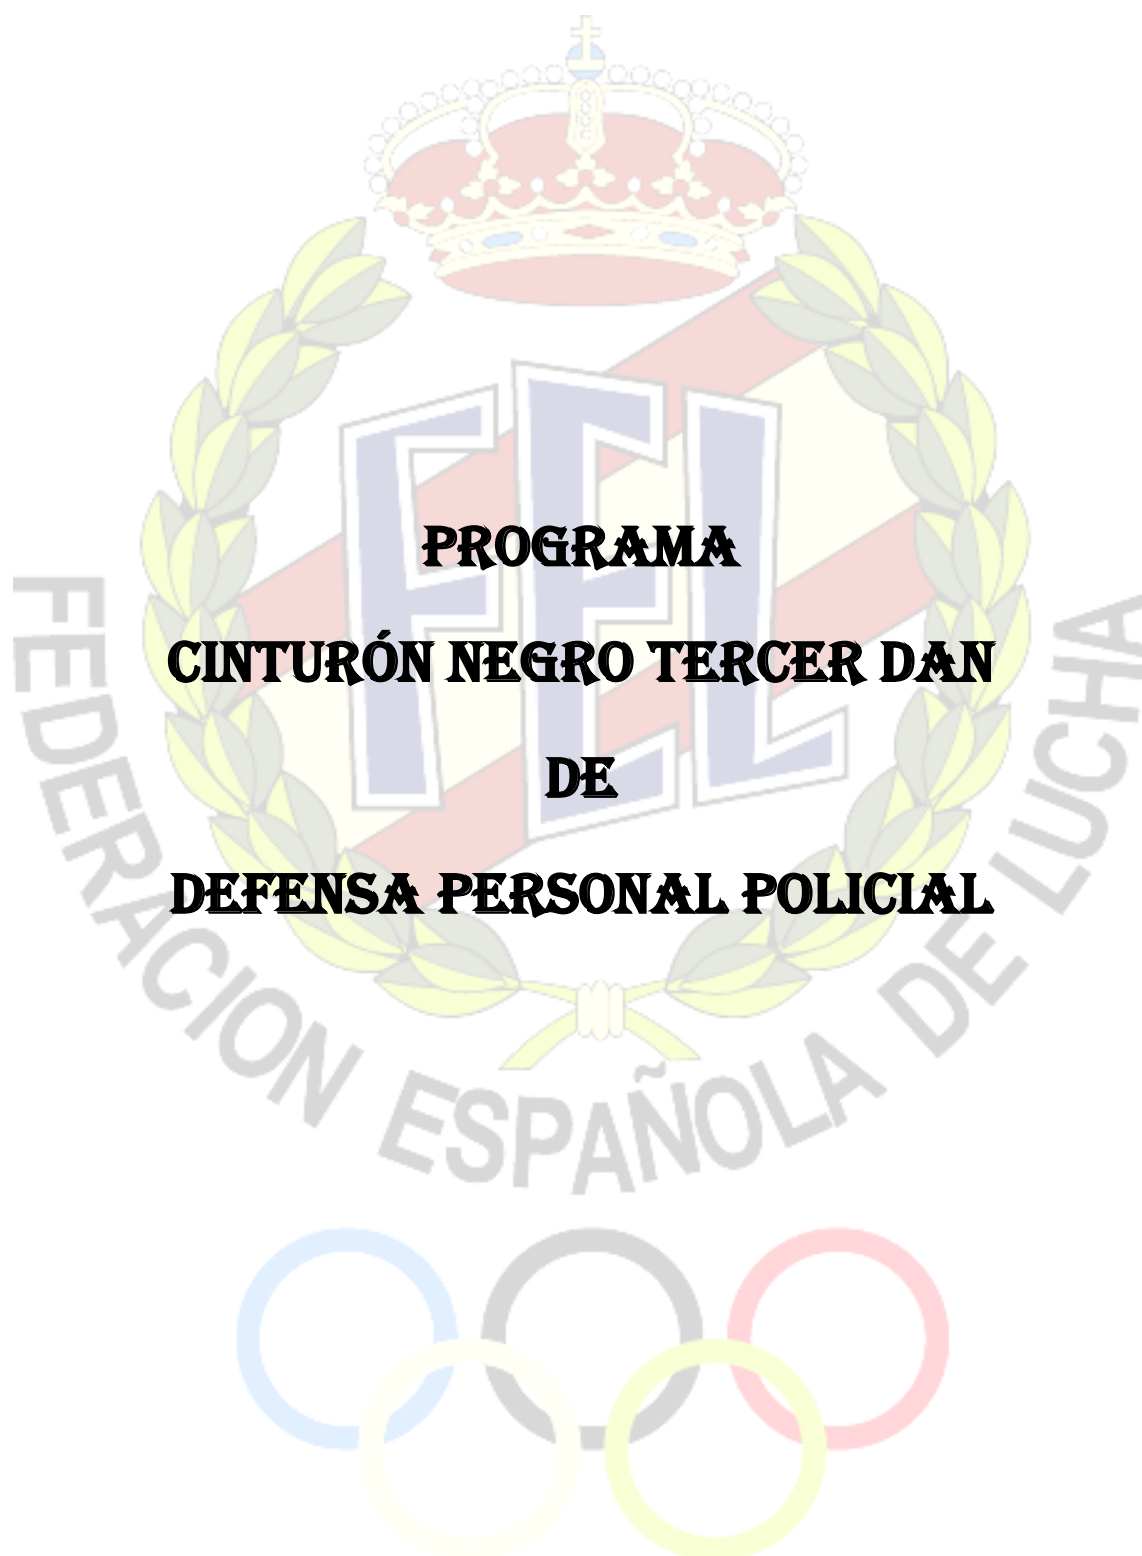 FEL
PROGRAMA
CINTURÓN NEGRO TERCER DAN
DE
DEFENSA PERSONAL POLICIAL
FEDERACION ESPAÑOLA DE LUCHA